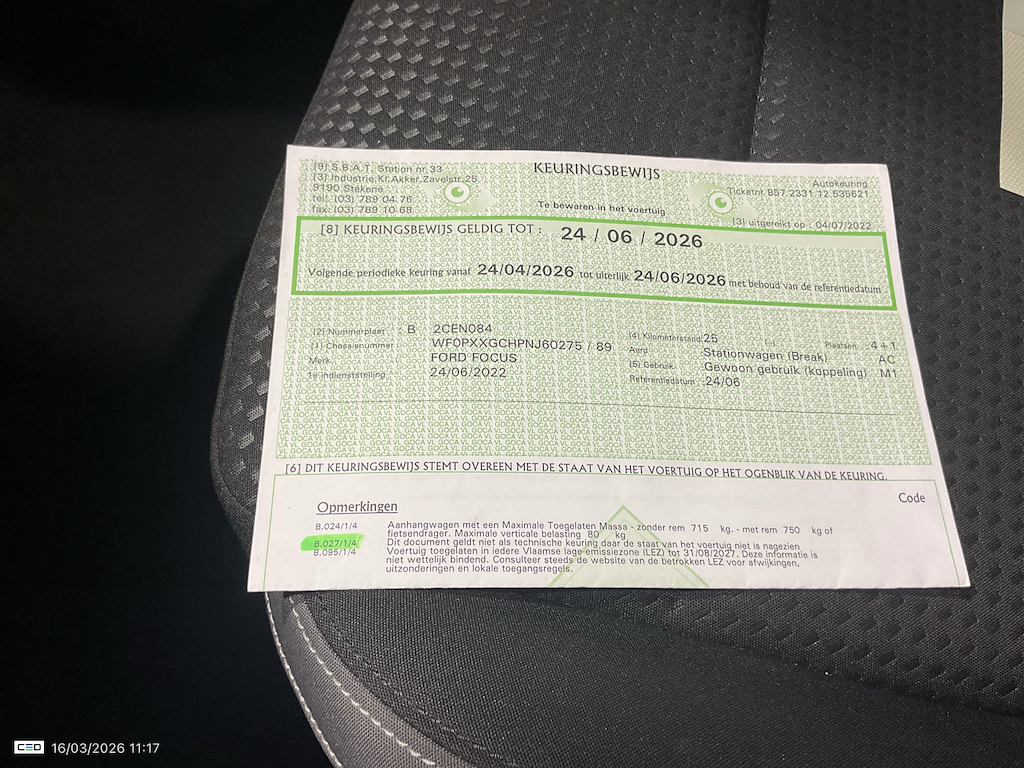 [9] S.B.A.T. Station nr.33
[3] Industrie.Kl.Akker,Zavelstr.25
9190 Stekene
tel: (03) 789 04 76
fax: (03) 789 10 68
KEURINGSBEWIJS
Te bewaren in het voertuig
Autokeuring
Ticketnr B57 2331 12 535621
[3] uitgereikt op : 04/07/2022
[8] KEURINGSBEWIJS GELDIG TOT : 24 / 06 / 2026
Volgende periodieke keuring vanaf 24/04/2026 tot uiterlijk 24/06/2026 met behoud van de referentiedatum
(2) Nummerplaat : B 2CEN084
(1) Chassisnummer : WF0PXXGCHPNJ60275 / 89
Merk : FORD FOCUS
1e indienststelling : 24/06/2022
(4) Kilometerstand: 25
Plaatsen 4 + 1
Aard Stationwagen (Break) AC
(5) Gebruik: Gewoon gebruik (koppeling) M1
Referentiedatum : 24/06
[6] DIT KEURINGSBEWIJS STEMT OVEREEN MET DE STAAT VAN HET VOERTUIG OP HET OGENBLIK VAN DE KEURING.
Opmerkingen
Code
B.024/1/4 Aanhangwagen met een Maximale Toegelaten Massa - zonder rem 715 kg. - met rem 750 kg of
fietsendrager. Maximale verticale belasting 80 kg
B.027/1/4 Dit document geldt niet als technische keuring daar de staat van het voertuig niet is nagezien
B.095/1/4 Voertuig toegelaten in iedere Vlaamse lage-emissiezone (LEZ) tot 31/08/2027. Deze informatie is
niet wettelijk bindend. Consulteer steeds de website van de betrokken LEZ voor afwijkingen,
uitzonderingen en lokale toegangsregels.
CEO 16/03/2026 11:17